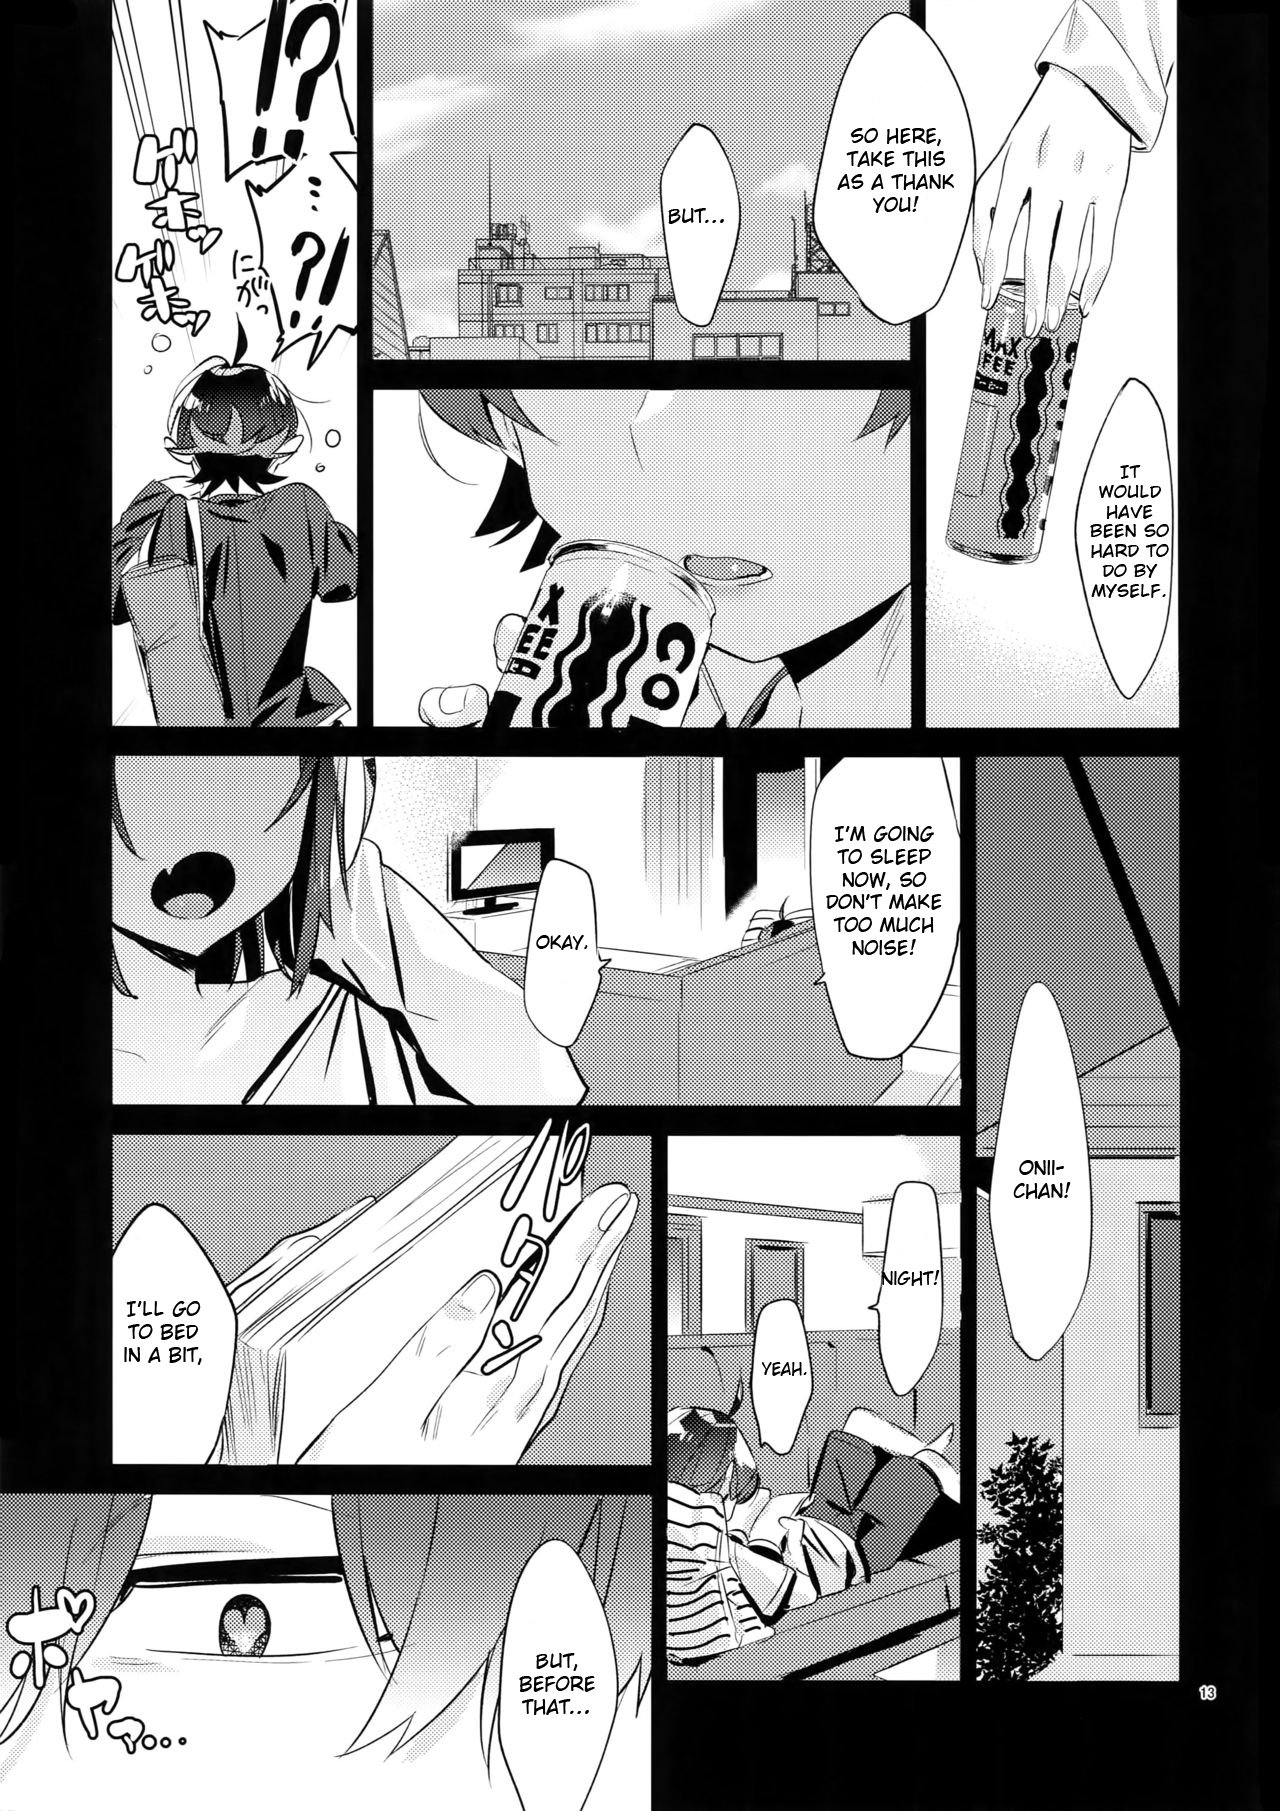 IT
WOULD
HAVE
BEEN SO
HARD TO
DO BY
MYSELF.
SO HERE,
TAKE THIS
AS A THANK
YOU!
BUT...
MAX
COFFEE
!?
...?!
にがっ
ゲホッ
ゲホッ
ONII-
CHAN!
I'M GOING
TO SLEEP
NOW, SO
DON'T MAKE
TOO MUCH
NOISE!
OKAY.
NIGHT!
YEAH.
パタン
I'LL GO
TO BED
IN A BIT,
BUT,
BEFORE
THAT...
ポヤァ...
13